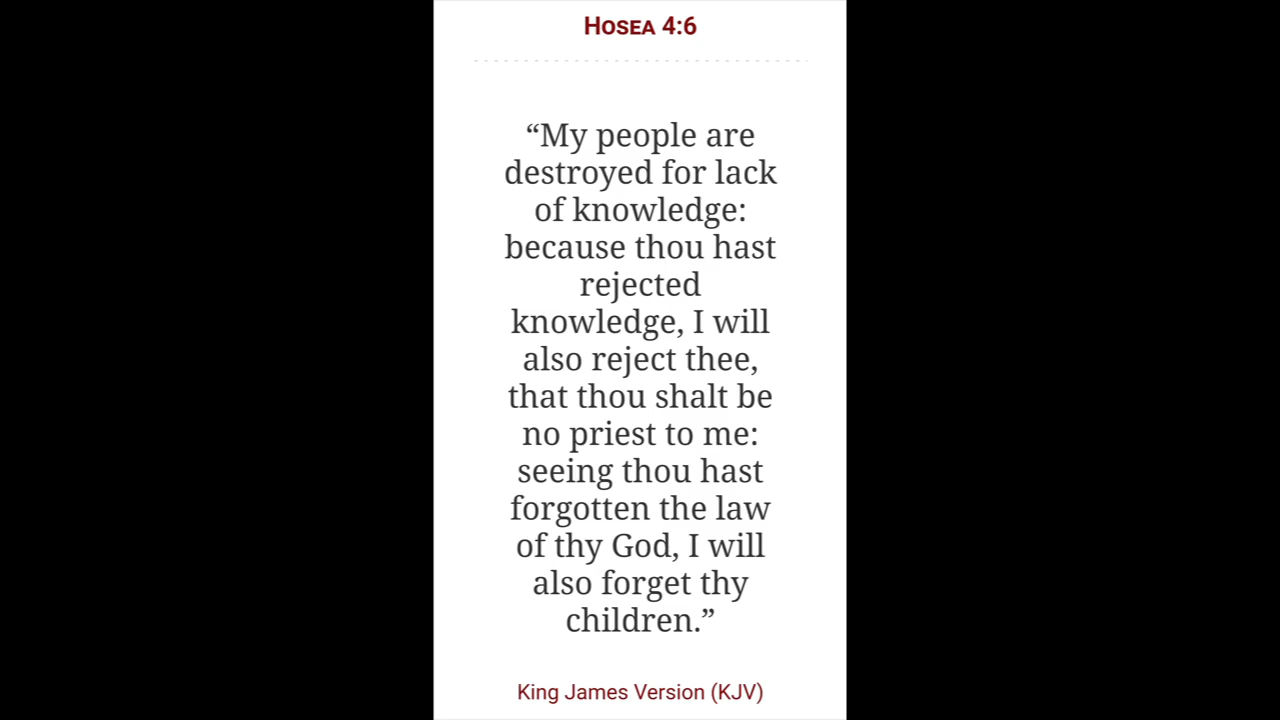 Hosea 4:6
“My people are
destroyed for lack
of knowledge:
because thou hast
rejected
knowledge, I will
also reject thee,
that thou shalt be
no priest to me:
seeing thou hast
forgotten the law
of thy God, I will
also forget thy
children.”
King James Version (KJV)